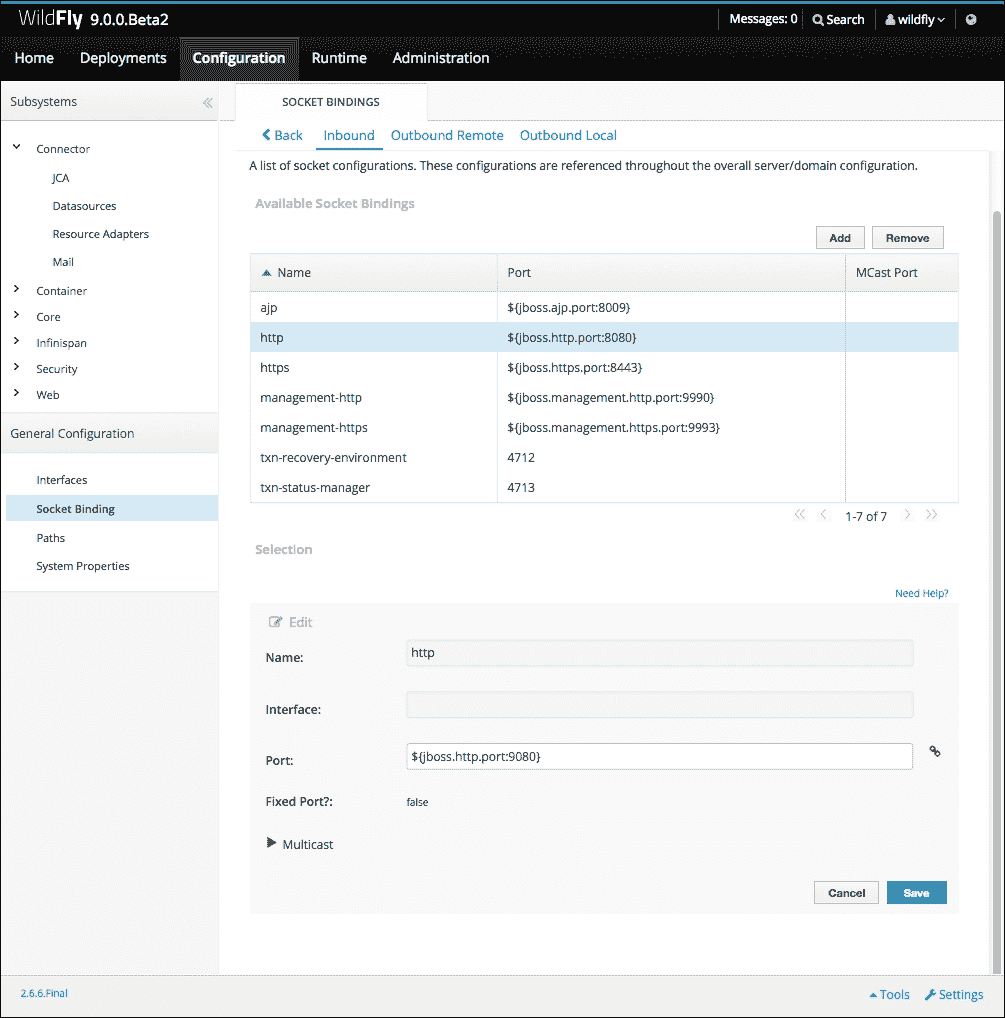 WildFly 9.0.0.Beta2
Messages: 0
Search
wildfly
Home
Deployments
Configuration
Runtime
Administration
Subsystems
Connector
JCA
Datasources
Resource Adapters
Mail
Container
Core
Infinispan
Security
Web
General Configuration
Interfaces
Socket Binding
Paths
System Properties
SOCKET BINDINGS
Back Inbound Outbound Remote Outbound Local
A list of socket configurations. These configurations are referenced throughout the overall server/domain configuration.
Available Socket Bindings
Add Remove
Name Port MCast Port
ajp ${jboss.ajp.port:8009}
http ${jboss.http.port:8080}
https ${jboss.https.port:8443}
management-http ${jboss.management.http.port:9990}
management-https ${jboss.management.https.port:9993}
txn-recovery-environment 4712
txn-status-manager 4713
1-7 of 7
Selection
Need Help?
Edit
Name: http
Interface:
Port: ${jboss.http.port:9080}
Fixed Port?: false
Multicast
Cancel Save
2.6.6.Final
Tools Settings